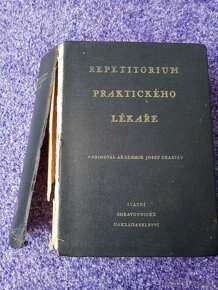 REPETITORIUM
PRAKTICKÉHO
LÉKAŘE
REDIGOVAL AKADEMIK JOSEF CHARVÁT
STÁTNÍ
ZDRAVOTNICKÉ
NAKLADATELSTVÍ